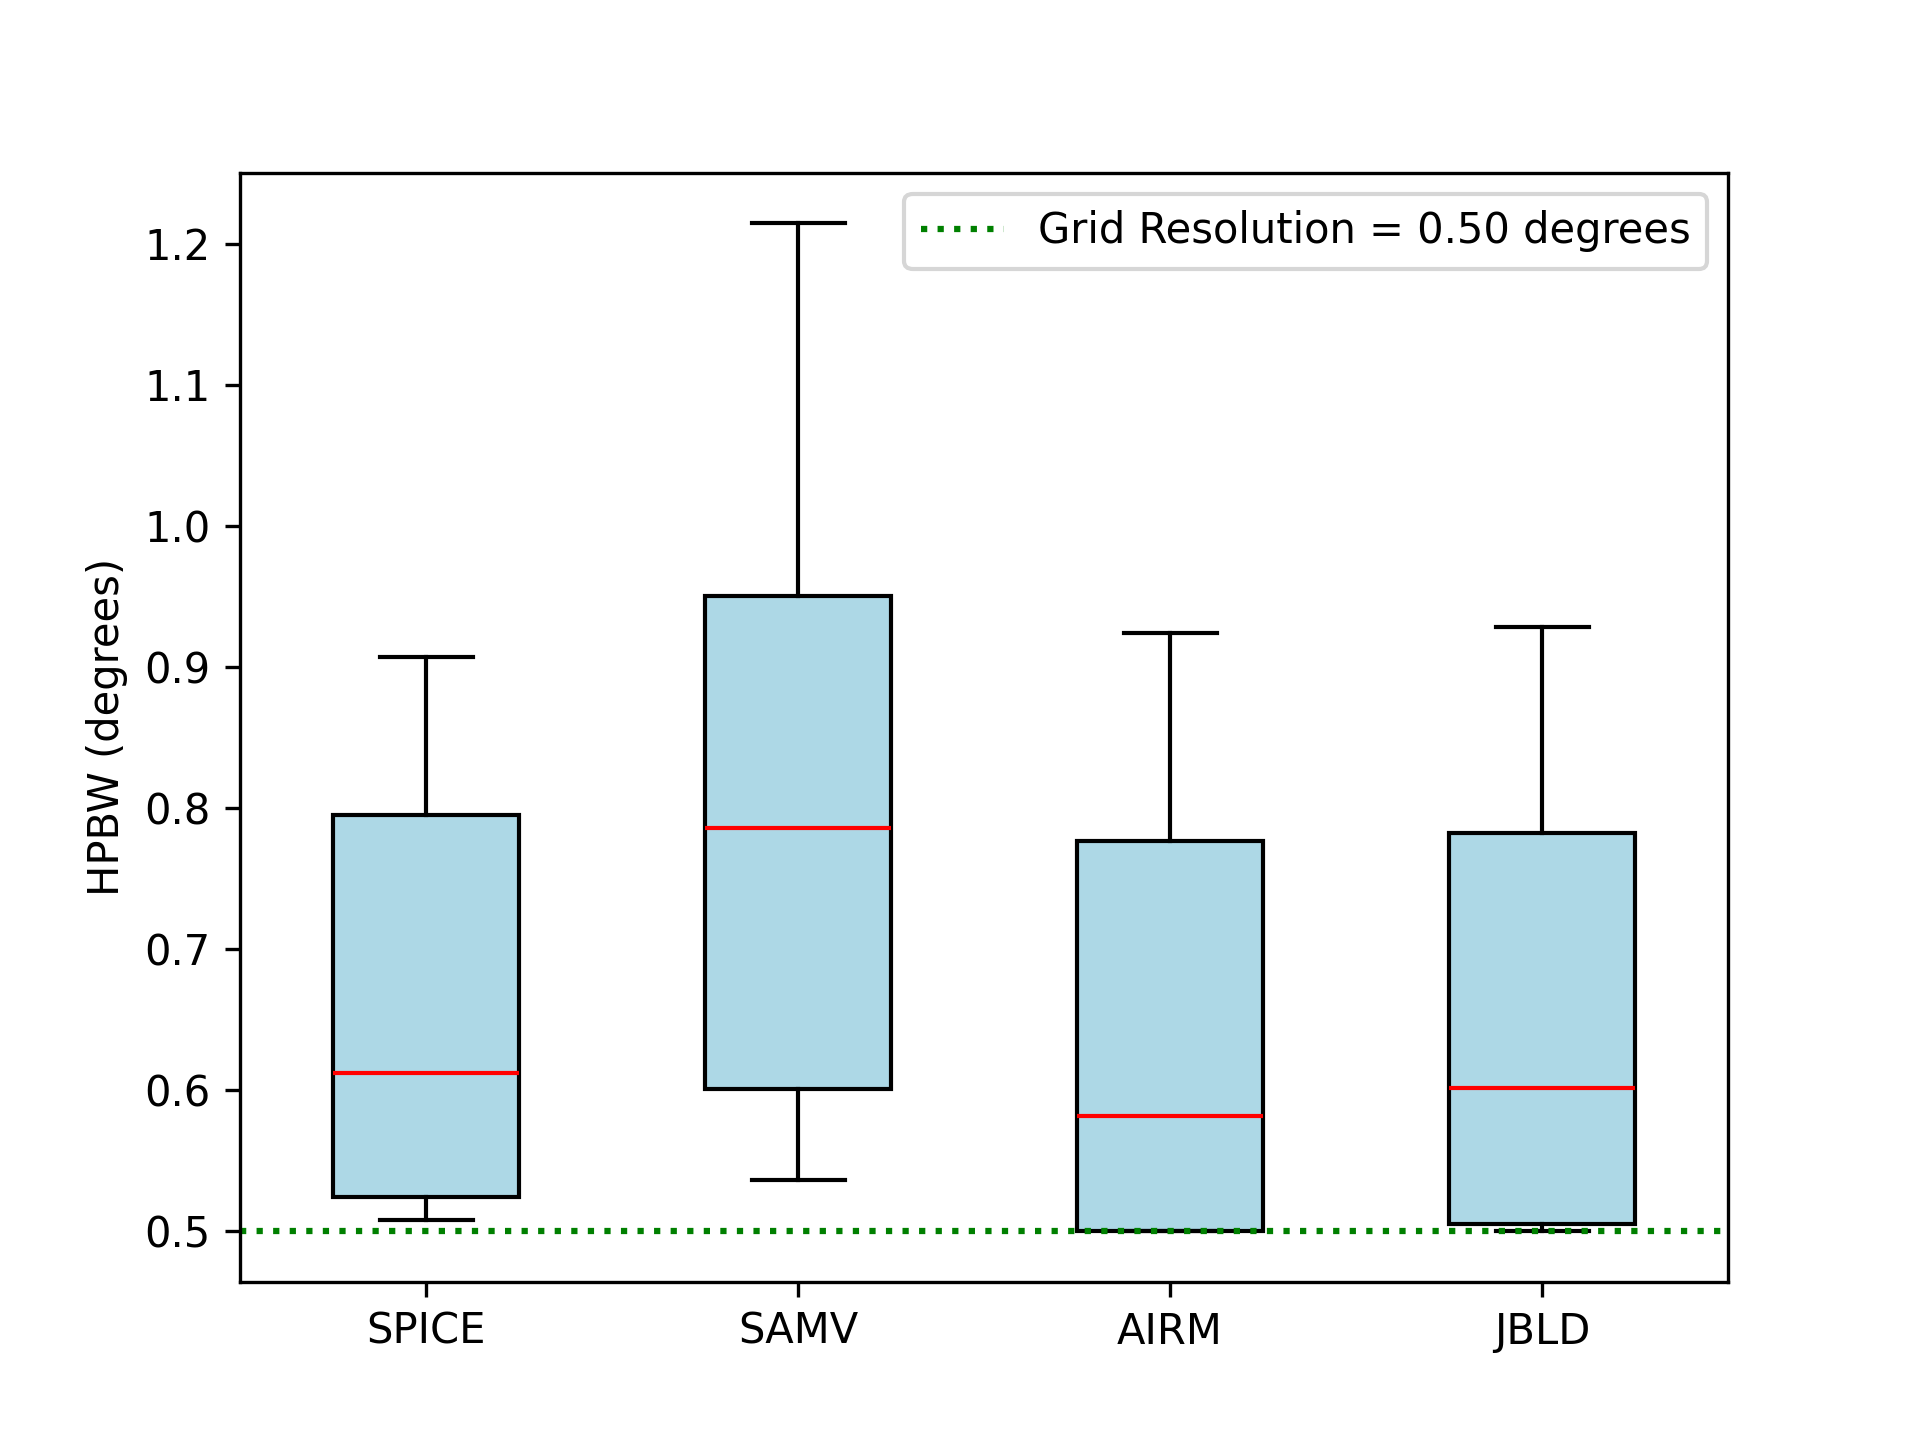 Grid Resolution = 0.50 degrees
1.2
1.1
1.0
0.9
0.8
0.7
0.6
0.5
HPBW (degrees)
SPICE SAMV AIRM JBLD